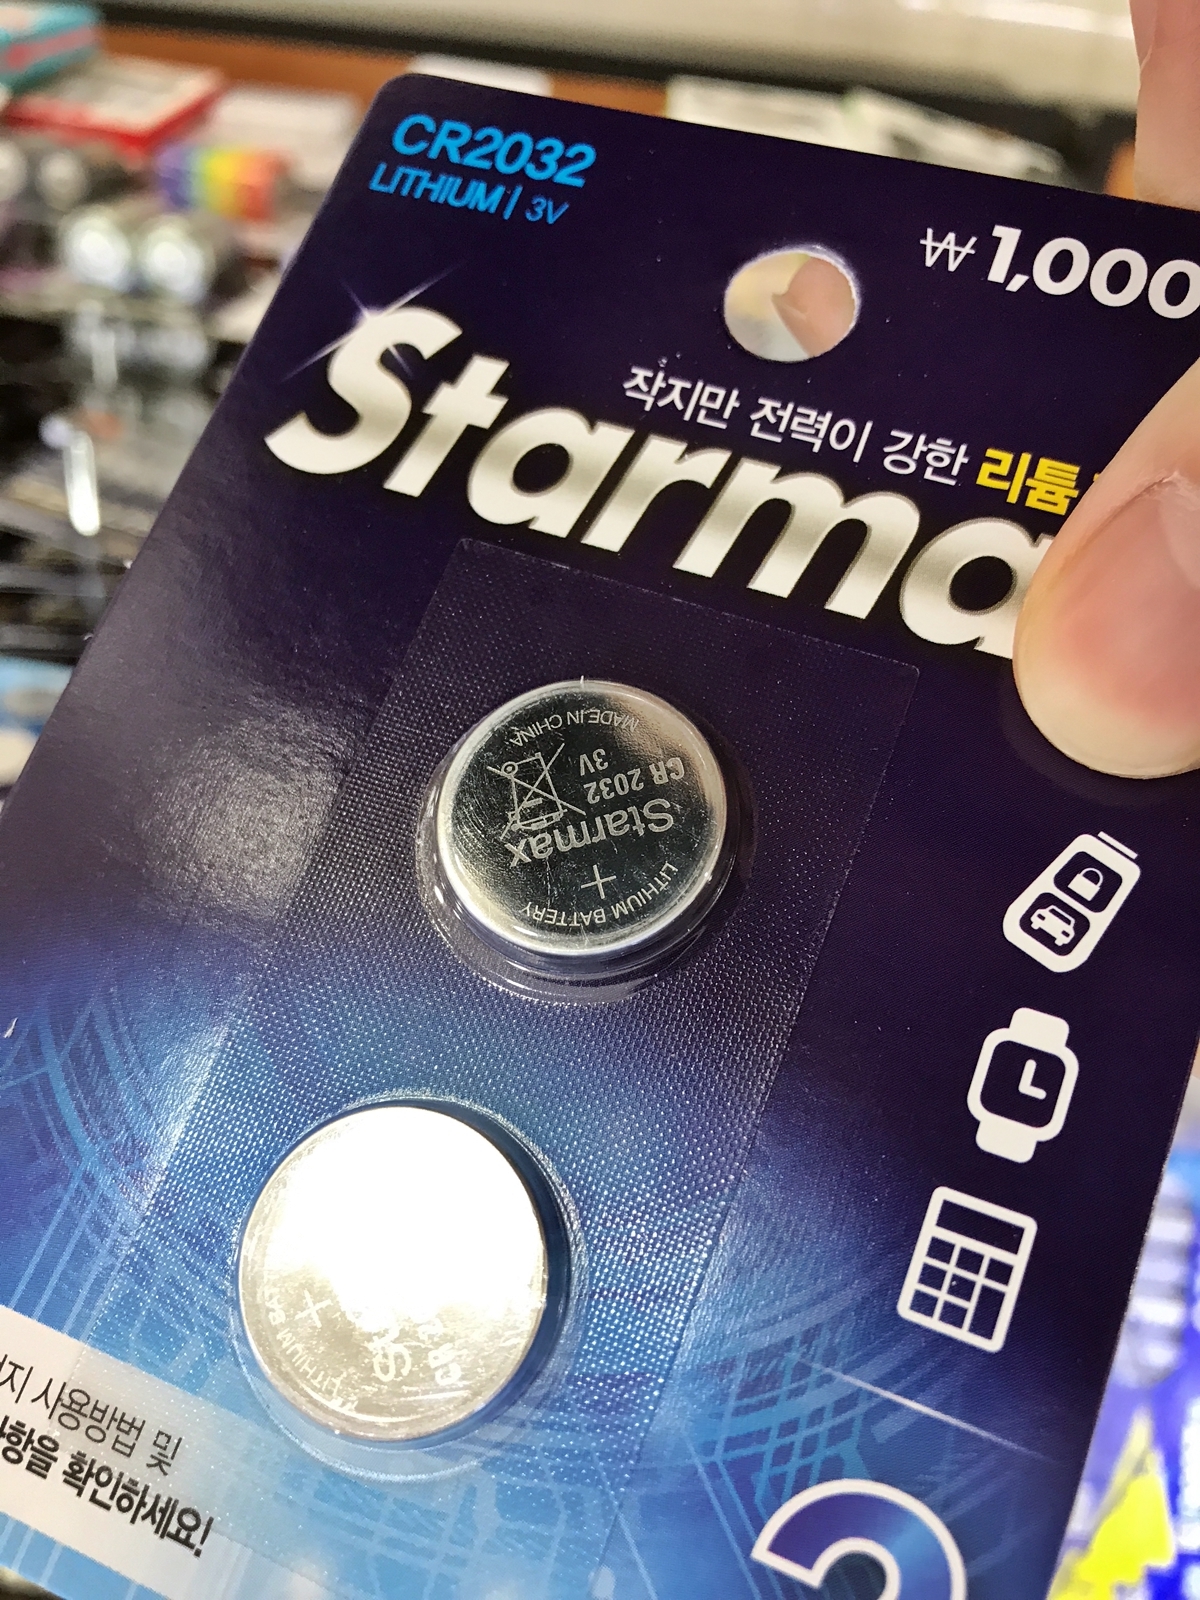 CR2032
LITHIUM | 3V
₩1,000
작지만 전력이 강한 리튬
Starma
MADE IN CHINA
3V
CR 2032
Starmax
+
LITHIUM BATTERY
+
지 사용방법 및
항을 확인하세요!
2